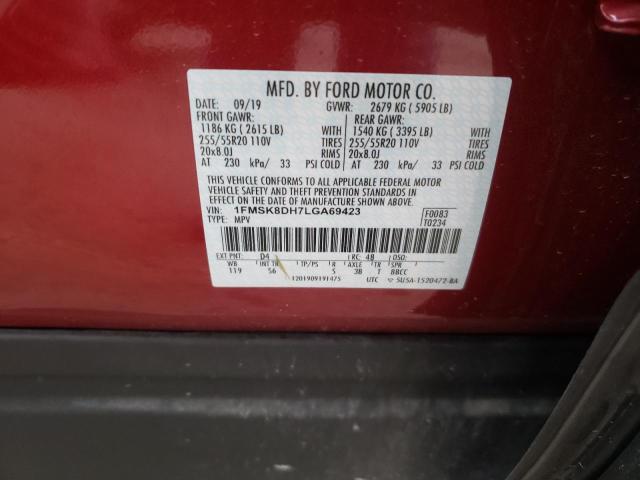 MFD. BY FORD MOTOR CO.
DATE: 09/19 GVWR: 2679 KG ( 5905 LB)
FRONT GAWR: REAR GAWR:
1186 KG ( 2615 LB) WITH 1540 KG ( 3395 LB) WITH
255/55R20 110V TIRES 255/55R20 110V TIRES
20x8.0J RIMS 20x8.0J RIMS
AT 230 kPa/ 33 PSI COLD AT 230 kPa/ 33 PSI COLD
THIS VEHICLE CONFORMS TO ALL APPLICABLE FEDERAL MOTOR
VEHICLE SAFETY AND THEFT PREVENTION STANDARDS IN
EFFECT ON THE DATE OF MANUFACTURE SHOWN ABOVE.
VIN: 1FMSK8DH7LGA69423 F0083
TYPE: MPV T0234
EXT PNT: D4 RC: 48 DSO:
WB INT TR TP/PS R AXLE TR SPR
119 S6 5 3B T BBCC
1201909191475 UTC SU5A-1520472-BA